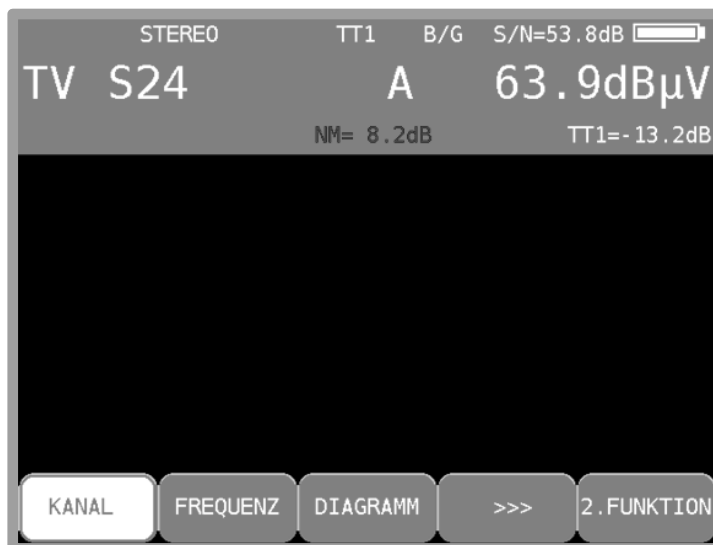 STEREO TT1 B/G S/N=53.8dB
TV S24 A 63.9dBµV
NM= 8.2dB TT1=-13.2dB
KANAL FREQUENZ DIAGRAMM >>> 2.FUNKTION